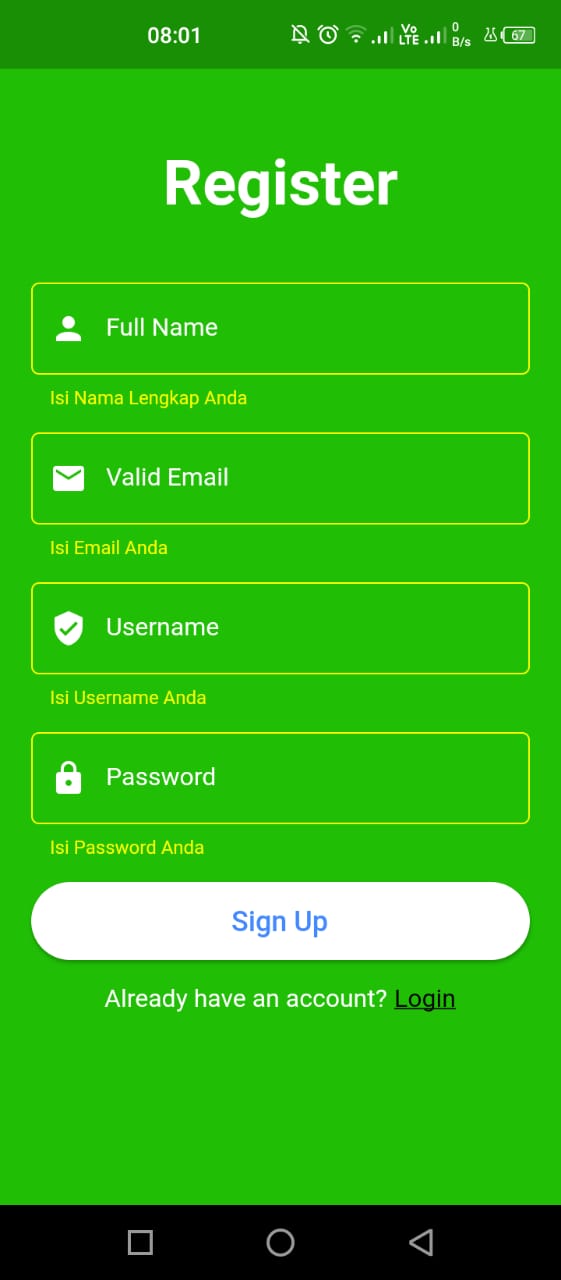 08:01
Vo
LTE
0
B/s
67
Register
Full Name
Isi Nama Lengkap Anda
Valid Email
Isi Email Anda
Username
Isi Username Anda
Password
Isi Password Anda
Sign Up
Already have an account? Login